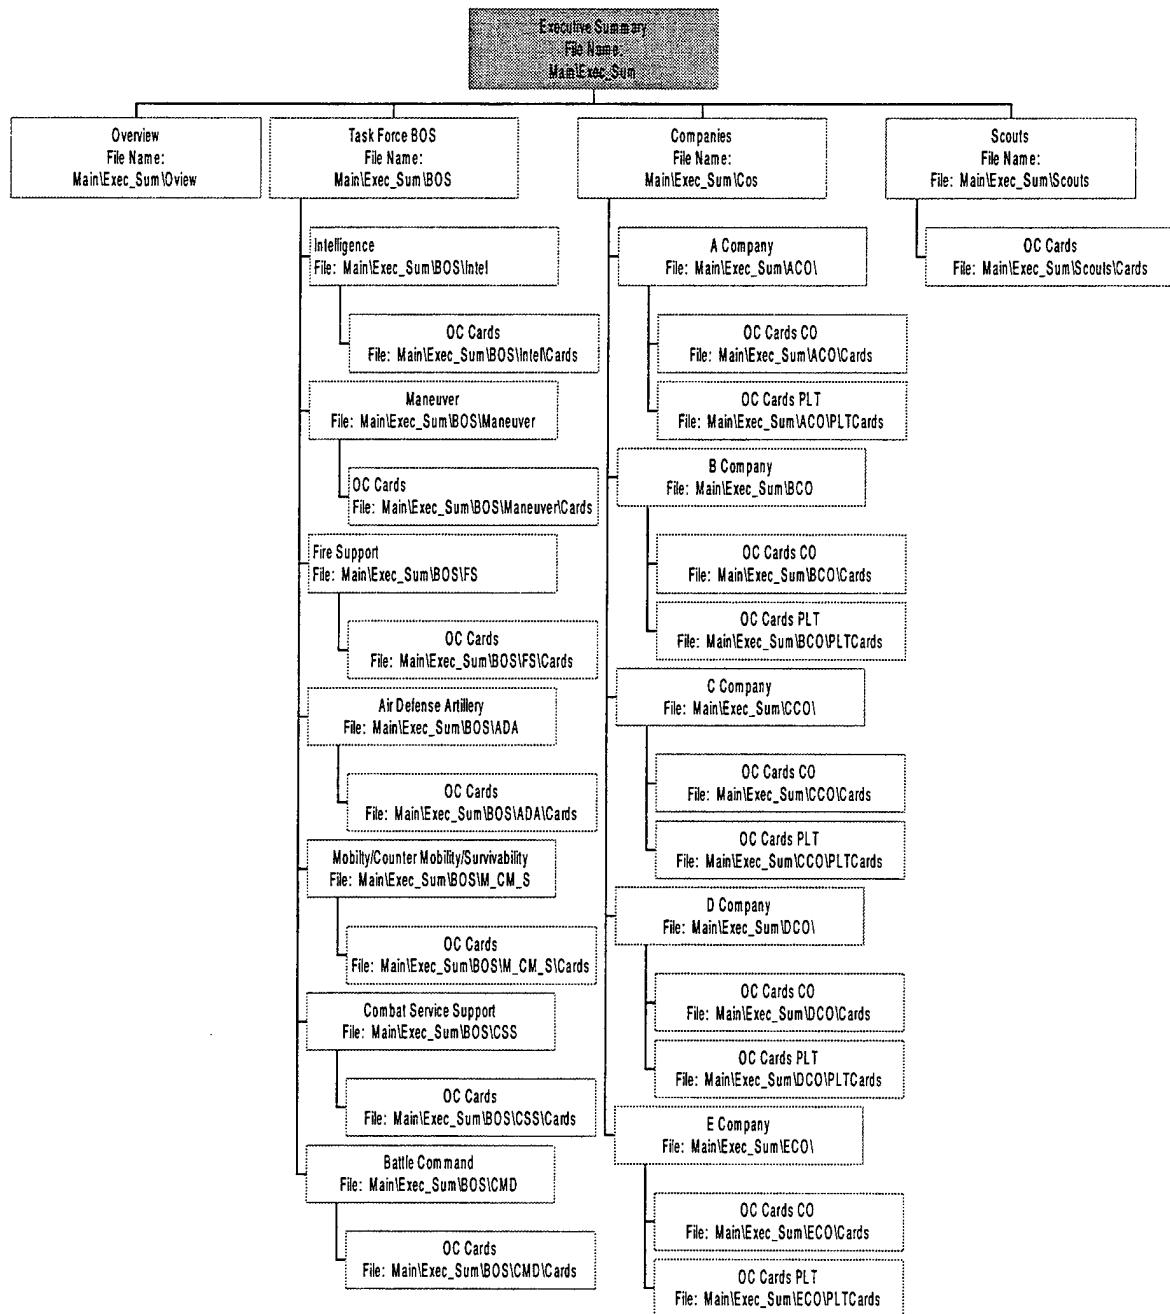 Executive Summary
File Name:
Main\Exec_Sum
Overview
File Name:
Main\Exec_Sum\Oview
Task Force BOS
File Name:
Main\Exec_Sum\BOS
Companies
File Name:
Main\Exec_Sum\Cos
Scouts
File Name:
File: Main\Exec_Sum\Scouts
Intelligence
File: Main\Exec_Sum\BOS\Intel
OC Cards
File: Main\Exec_Sum\BOS\Intel\Cards
Maneuver
File: Main\Exec_Sum\BOS\Maneuver
OC Cards
File: Main\Exec_Sum\BOS\Maneuver\Cards
Fire Support
File: Main\Exec_Sum\BOS\FS
OC Cards
File: Main\Exec_Sum\BOS\FS\Cards
Air Defense Artillery
File: Main\Exec_Sum\BOS\ADA
OC Cards
File: Main\Exec_Sum\BOS\ADA\Cards
Mobilty/Counter Mobility/Survivability
File: Main\Exec_Sum\BOS\M_CM_S
OC Cards
File: Main\Exec_Sum\BOS\M_CM_S\Cards
Combat Service Support
File: Main\Exec_Sum\BOS\CSS
OC Cards
File: Main\Exec_Sum\BOS\CSS\Cards
Battle Command
File: Main\Exec_Sum\BOS\CMD
OC Cards
File: Main\Exec_Sum\BOS\CMD\Cards
A Company
File: Main\Exec_Sum\ACO\
OC Cards CO
File: Main\Exec_Sum\ACO\Cards
OC Cards PLT
File: Main\Exec_Sum\ACO\PLTCards
B Company
File: Main\Exec_Sum\BCO
OC Cards CO
File: Main\Exec_Sum\BCO\Cards
OC Cards PLT
File: Main\Exec_Sum\BCO\PLTCards
C Company
File: Main\Exec_Sum\CCO\
OC Cards CO
File: Main\Exec_Sum\CCO\Cards
OC Cards PLT
File: Main\Exec_Sum\CCO\PLTCards
D Company
File: Main\Exec_Sum\DCO\
OC Cards CO
File: Main\Exec_Sum\DCO\Cards
OC Cards PLT
File: Main\Exec_Sum\DCO\PLTCards
E Company
File: Main\Exec_Sum\ECO\
OC Cards CO
File: Main\Exec_Sum\ECO\Cards
OC Cards PLT
File: Main\Exec_Sum\ECO\PLTCards
OC Cards
File: Main\Exec_Sum\Scouts\Cards